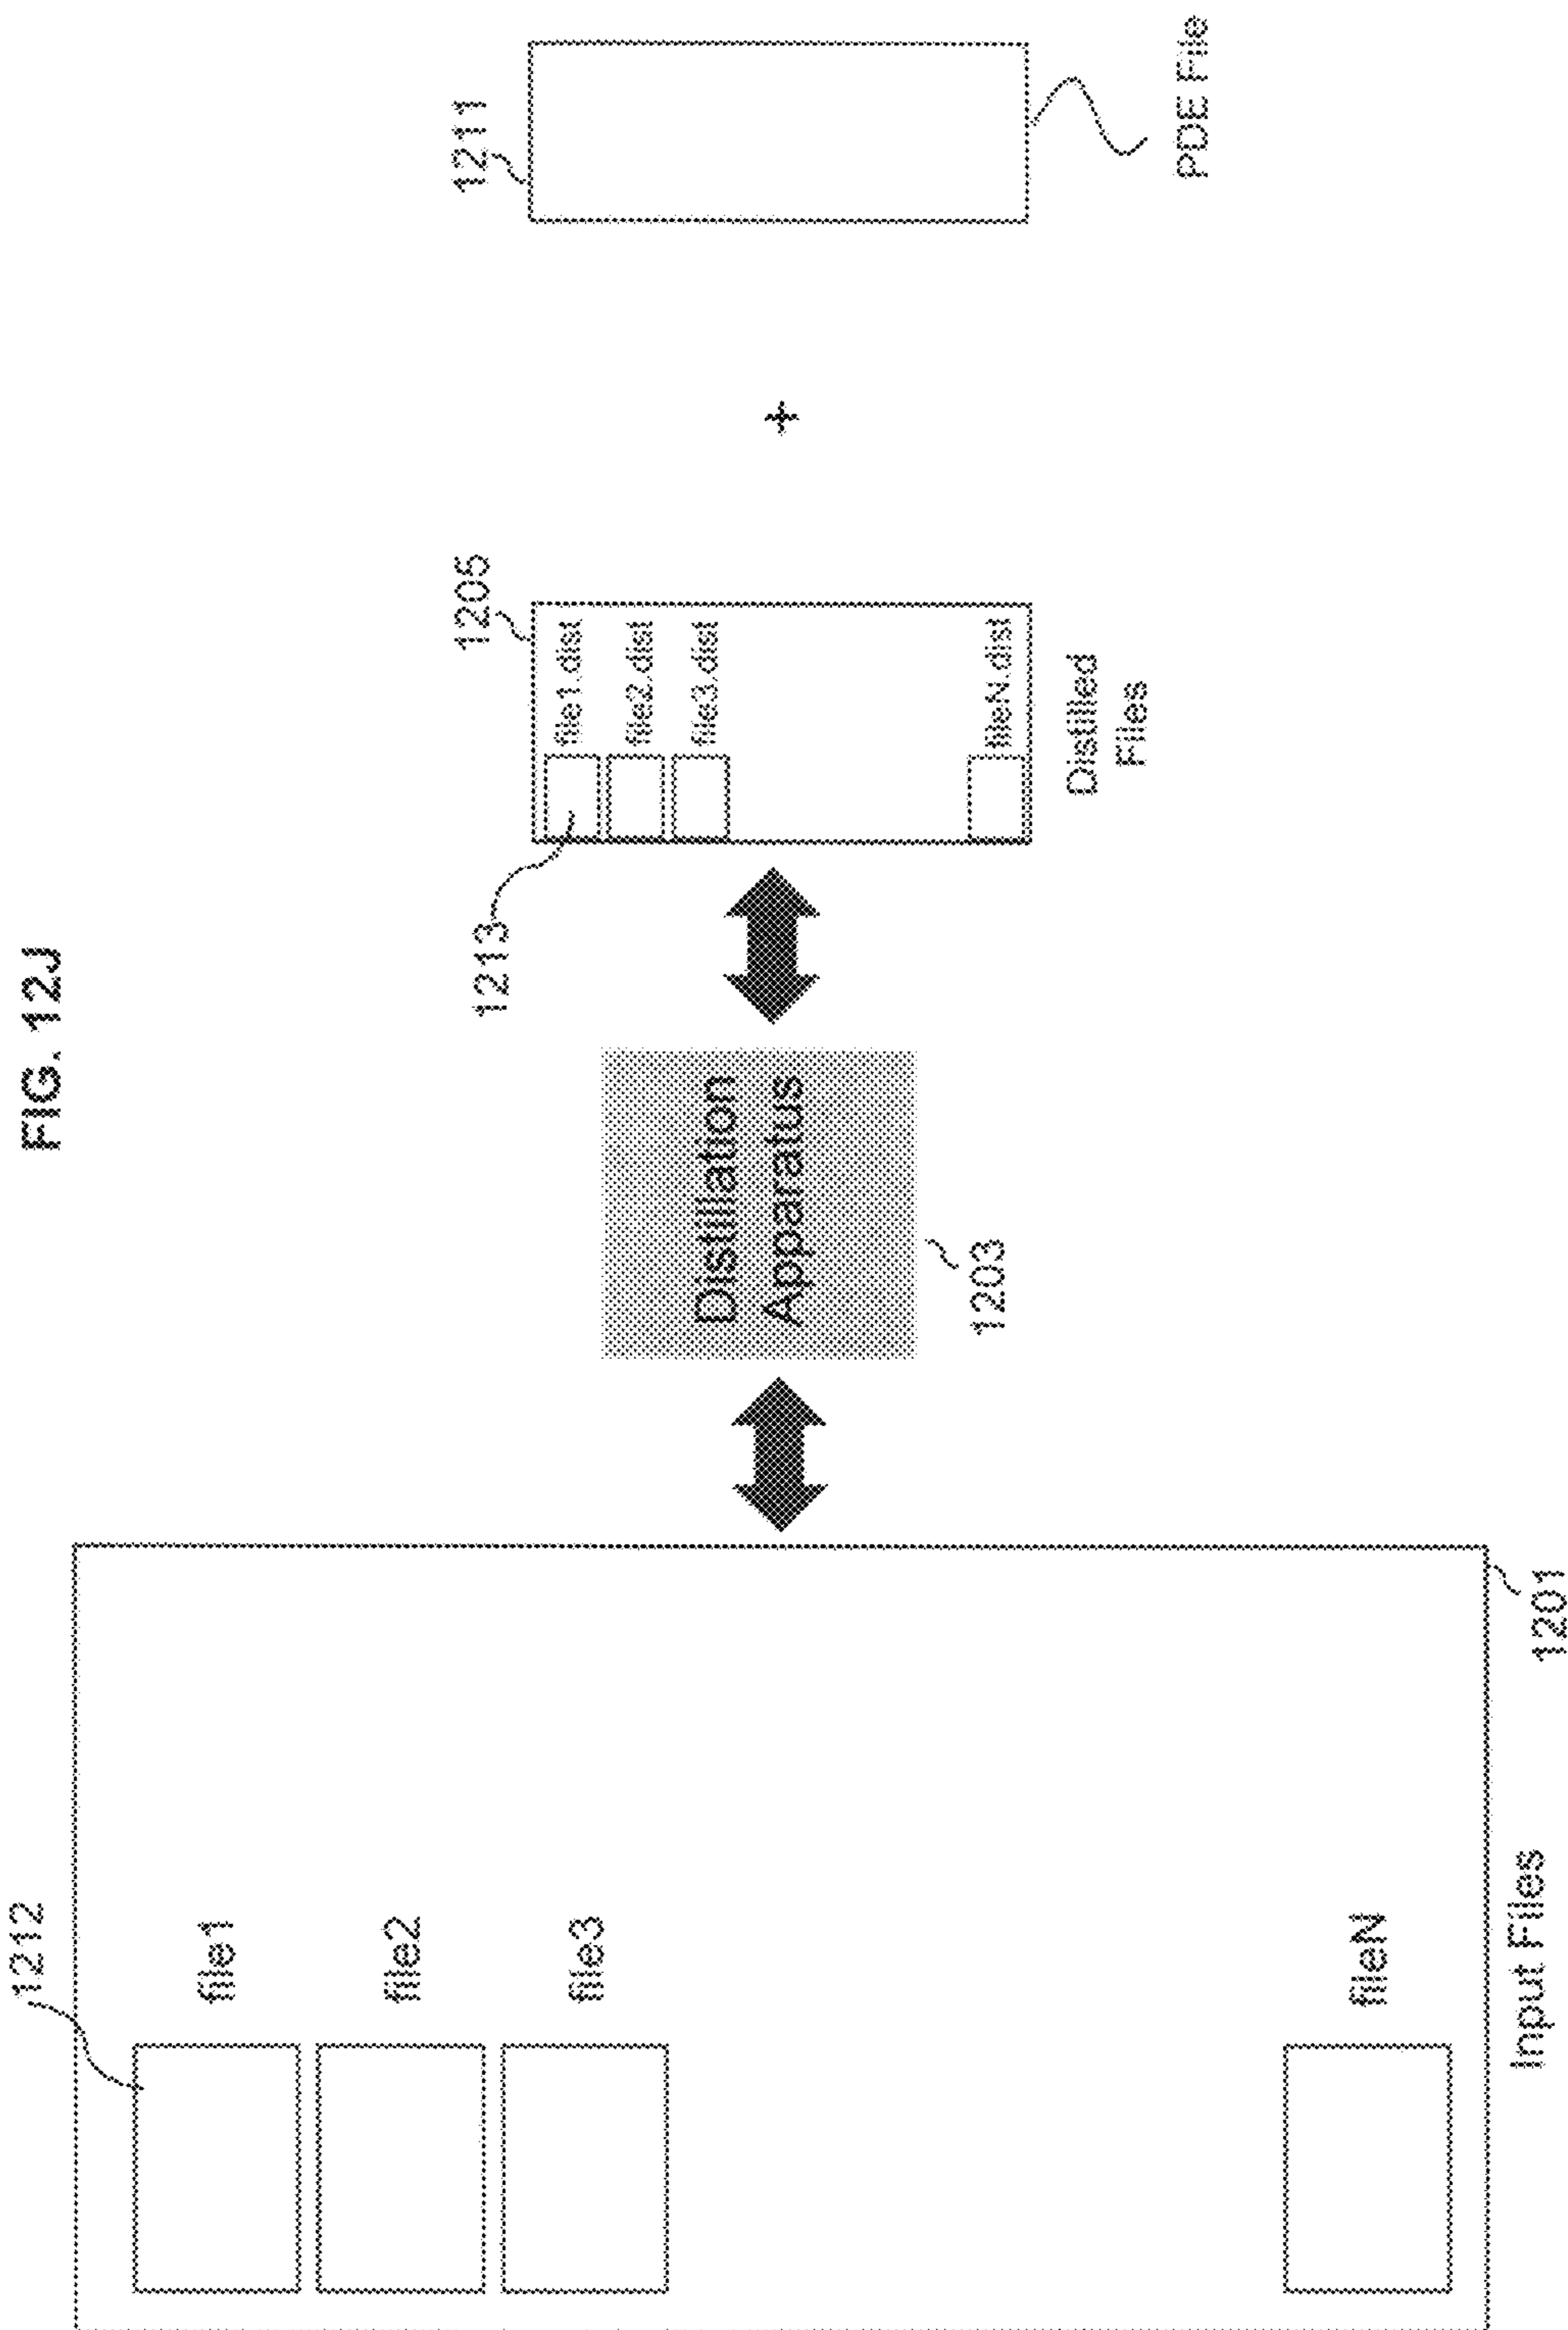 FIG. 12J
1212
file1
file2
file3
fileN
Input Files
1201
Distillation
Apparatus
1203
1213
1205
file1.dist
file2.dist
file3.dist
fileN.dist
Distilled
Files
+
1211
PDE File